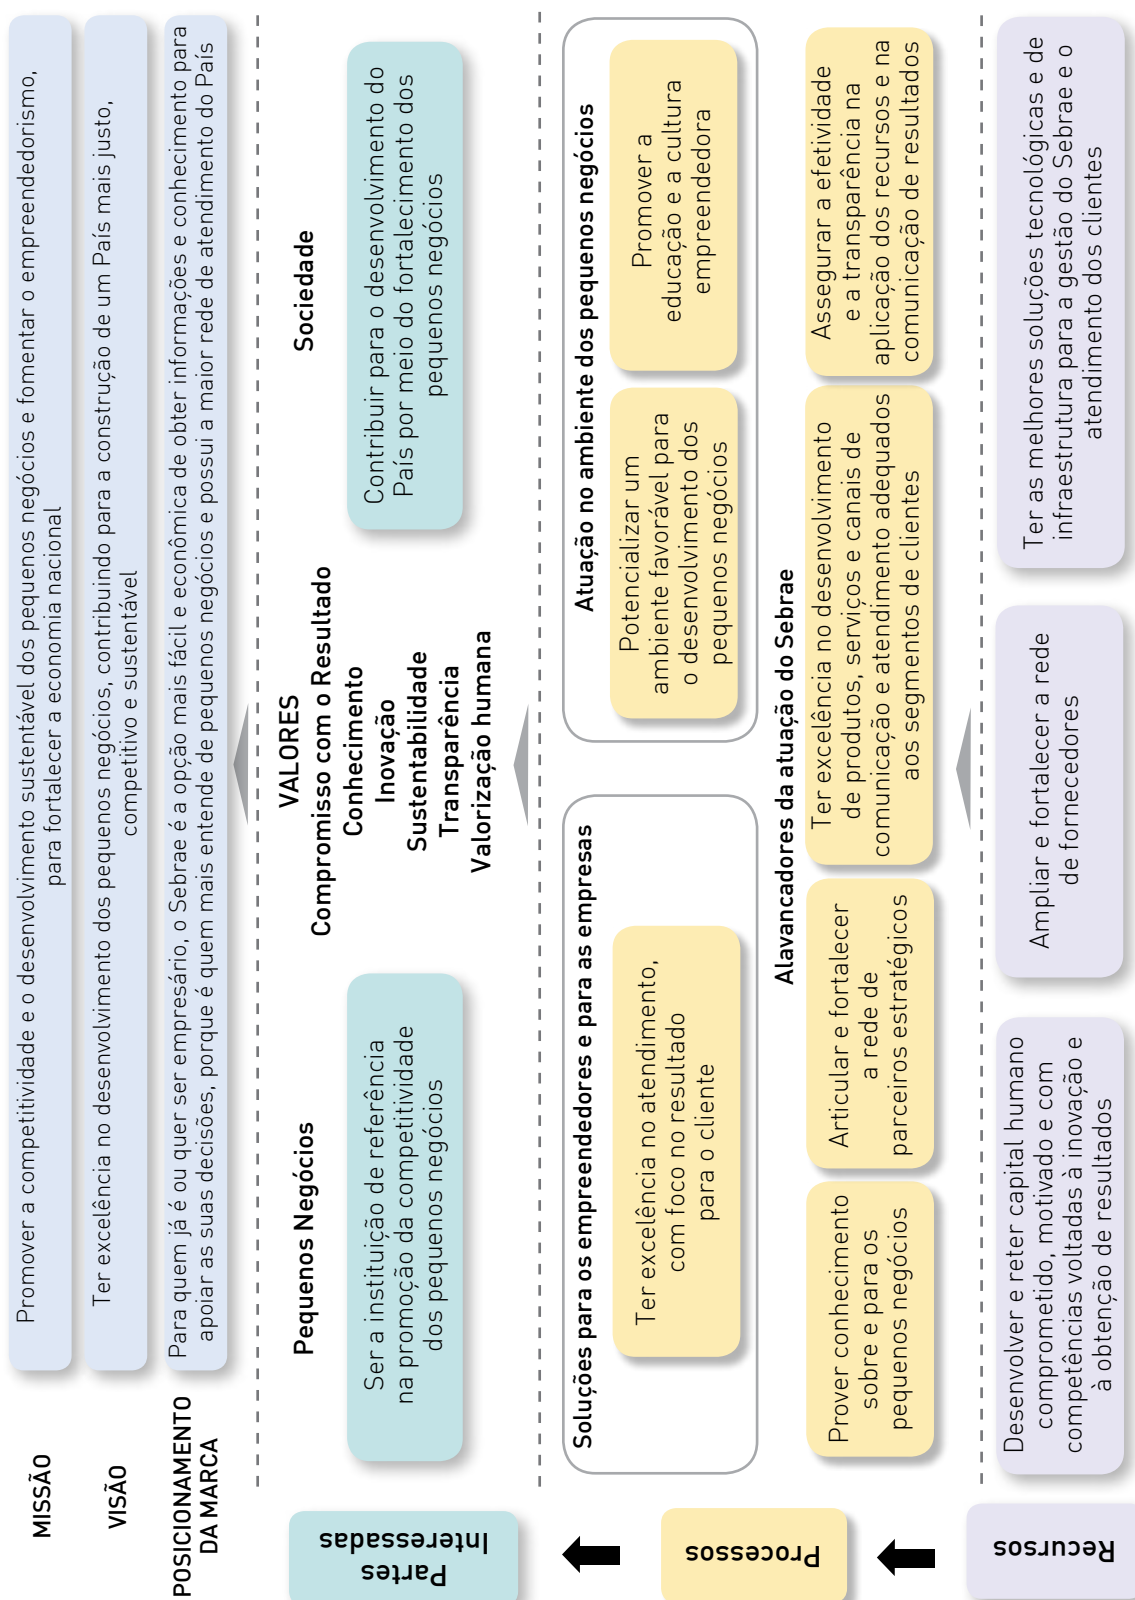 MISSÃO
Promover a competitividade e o desenvolvimento sustentável dos pequenos negócios e fomentar o empreendedorismo,
para fortalecer a economia nacional
VISÃO
Ter excelência no desenvolvimento dos pequenos negócios, contribuindo para a construção de um País mais justo,
competitivo e sustentável
POSICIONAMENTO
DA MARCA
Para quem já é ou quer ser empresário, o Sebrae é a opção mais fácil e econômica de obter informações e conhecimento para
apoiar as suas decisões, porque é quem mais entende de pequenos negócios e possui a maior rede de atendimento do País
Partes
Interessadas
Pequenos Negócios
Ser a instituição de referência
na promoção da competitividade
dos pequenos negócios
VALORES
Compromisso com o Resultado
Conhecimento
Inovação
Sustentabilidade
Transparência
Valorização humana
Sociedade
Contribuir para o desenvolvimento do
País por meio do fortalecimento dos
pequenos negócios
Processos
Soluções para os empreendedores e para as empresas
Ter excelência no atendimento,
com foco no resultado
para o cliente
Atuação no ambiente dos pequenos negócios
Potencializar um
ambiente favorável para
o desenvolvimento dos
pequenos negócios
Promover a
educação e a cultura
empreendedora
Alavancadores da atuação do Sebrae
Prover conhecimento
sobre e para os
pequenos negócios
Articular e fortalecer
a rede de
parceiros estratégicos
Ter excelência no desenvolvimento
de produtos, serviços e canais de
comunicação e atendimento adequados
aos segmentos de clientes
Assegurar a efetividade
e a transparência na
aplicação dos recursos e na
comunicação de resultados
Recursos
Desenvolver e reter capital humano
comprometido, motivado e com
competências voltadas à inovação e
à obtenção de resultados
Ampliar e fortalecer a rede
de fornecedores
Ter as melhores soluções tecnológicas e de
infraestrutura para a gestão do Sebrae e o
atendimento dos clientes